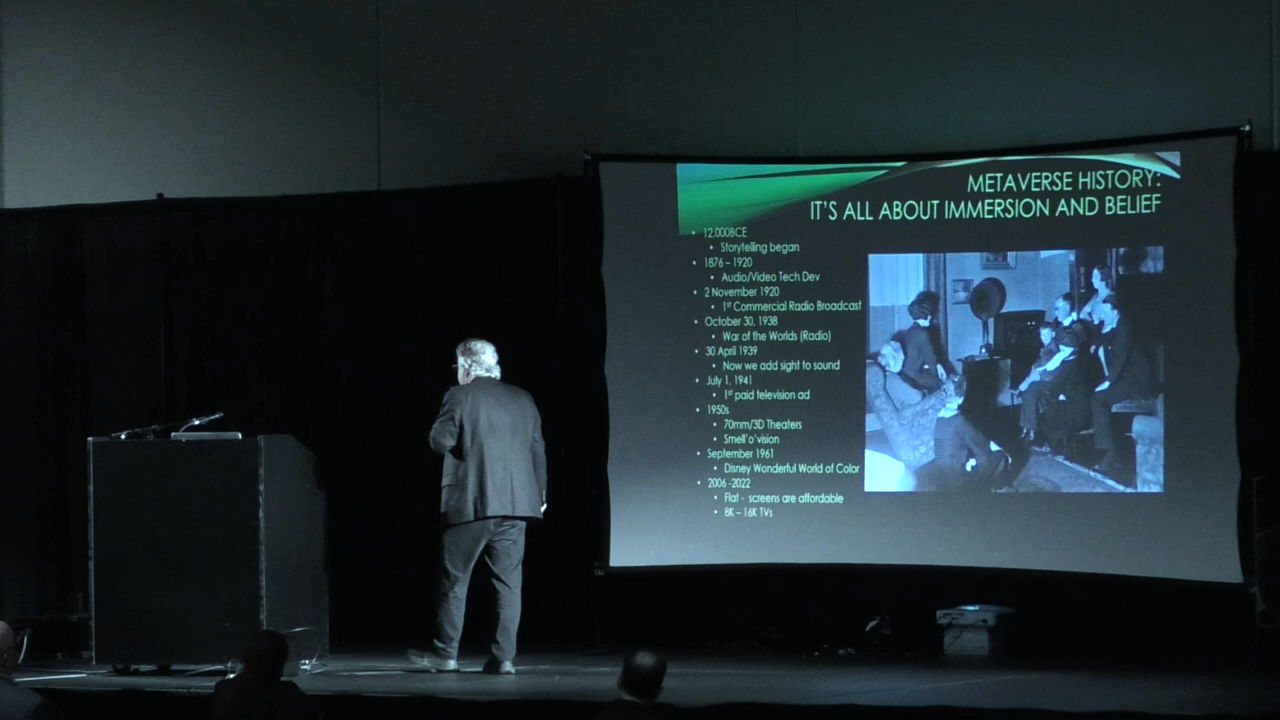 METAVERSE HISTORY:
IT'S ALL ABOUT IMMERSION AND BELIEF
• 12,000BCE
• Storytelling began
• 1876 – 1920
• Audio/Video Tech Dev
• 2 November 1920
• 1st Commercial Radio Broadcast
• October 30, 1938
• War of the Worlds (Radio)
• 30 April 1939
• Now we add sight to sound
• July 1, 1941
• 1st paid television ad
• 1950s
• 70mm/3D Theaters
• Smell'o'vision
• September 1961
• Disney Wonderful World of Color
• 2006 -2022
• Flat - screens are affordable
• 8K – 16K TVs